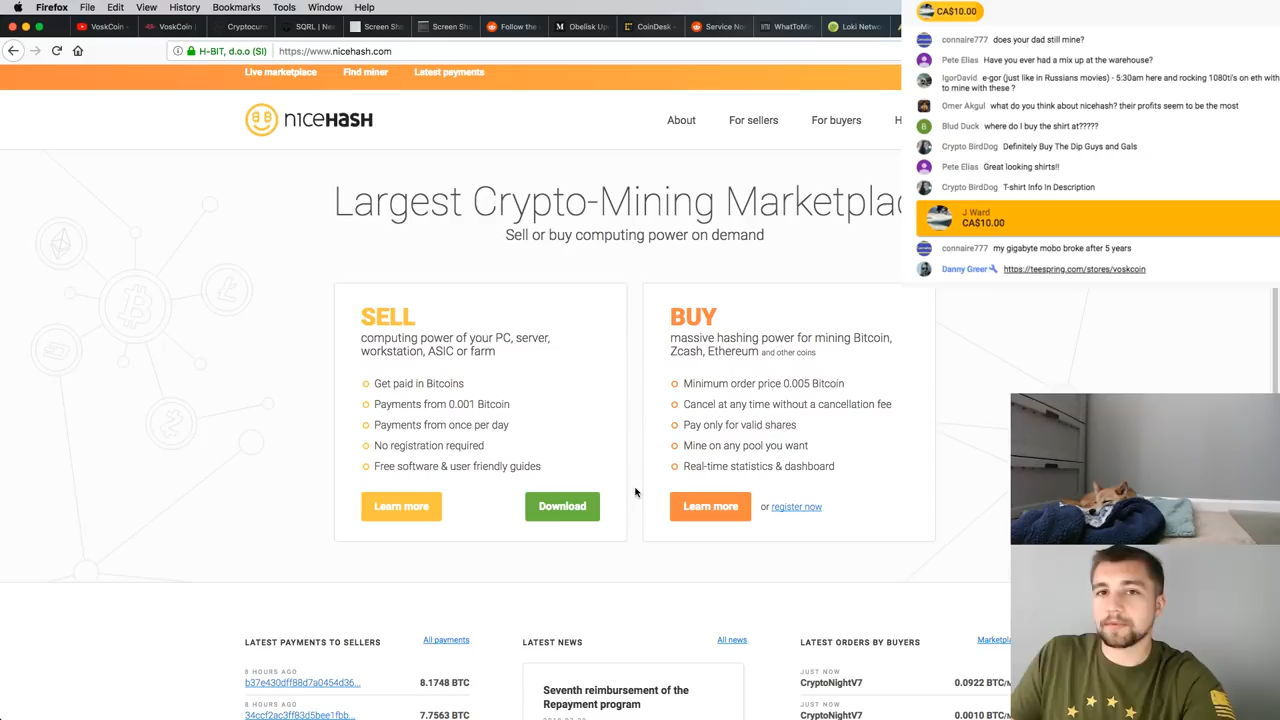 Firefox File Edit View History Bookmarks Tools Window Help
VoskCoin - VoskCoin | Cryptocurr SQRL | Ne Screen Sh Screen Sho Follow the Obelisk Up CoinDesk - Service No WhatToMin Loki Netwo
H-BIT, d.o.o (SI) https://www.nicehash.com
Live marketplace Find miner Latest payments
niceHASH
About For sellers For buyers H
Largest Crypto-Mining Marketplac
Sell or buy computing power on demand
SELL
computing power of your PC, server,
workstation, ASIC or farm
Get paid in Bitcoins
Payments from 0.001 Bitcoin
Payments from once per day
No registration required
Free software & user friendly guides
Learn more Download
BUY
massive hashing power for mining Bitcoin,
Zcash, Ethereum and other coins
Minimum order price 0.005 Bitcoin
Cancel at any time without a cancellation fee
Pay only for valid shares
Mine on any pool you want
Real-time statistics & dashboard
Learn more or register now
LATEST PAYMENTS TO SELLERS All payments
8 HOURS AGO
b37e430dff88d7a0454d36... 8.1748 BTC
8 HOURS AGO
34ccf2ac3ff83d5bee1fbb... 7.7563 BTC
LATEST NEWS All news
Seventh reimbursement of the
Repayment program
LATEST ORDERS BY BUYERS Marketpla
JUST NOW
CryptoNightV7 0.0922 BTC/M
JUST NOW
CryptoNightV7 0.0010 BTC/M
CA$10.00
connaire777 does your dad still mine?
Pete Elias Have you ever had a mix up at the warehouse?
IgorDavid e-gor (just like in Russians movies) - 5:30am here and rocking 1080ti's on eth with
to mine with these ?
Omer Akgul what do you think about nicehash? their profits seem to be the most
Blud Duck where do I buy the shirt at?????
Crypto BirdDog Definitely Buy The Dip Guys and Gals
Pete Elias Great looking shirts!!
Crypto BirdDog T-shirt Info In Description
J Ward
CA$10.00
connaire777 my gigabyte mobo broke after 5 years
Danny Greer https://teespring.com/stores/voskcoin